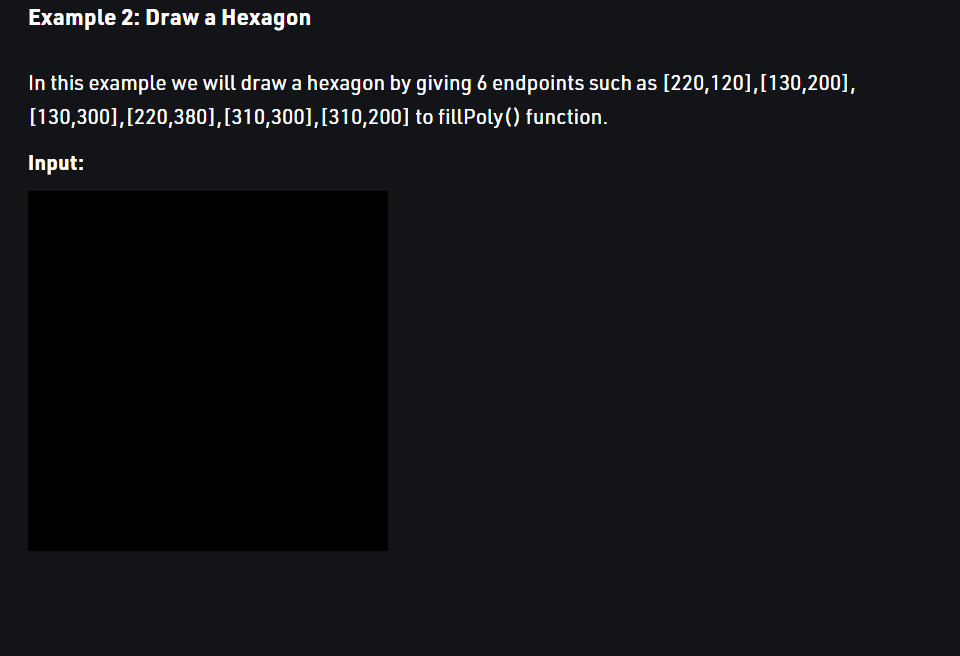 Example 2: Draw a Hexagon
In this example we will draw a hexagon by giving 6 endpoints such as [220,120],[130,200],
[130,300],[220,380],[310,300],[310,200] to fillPoly() function.
Input: